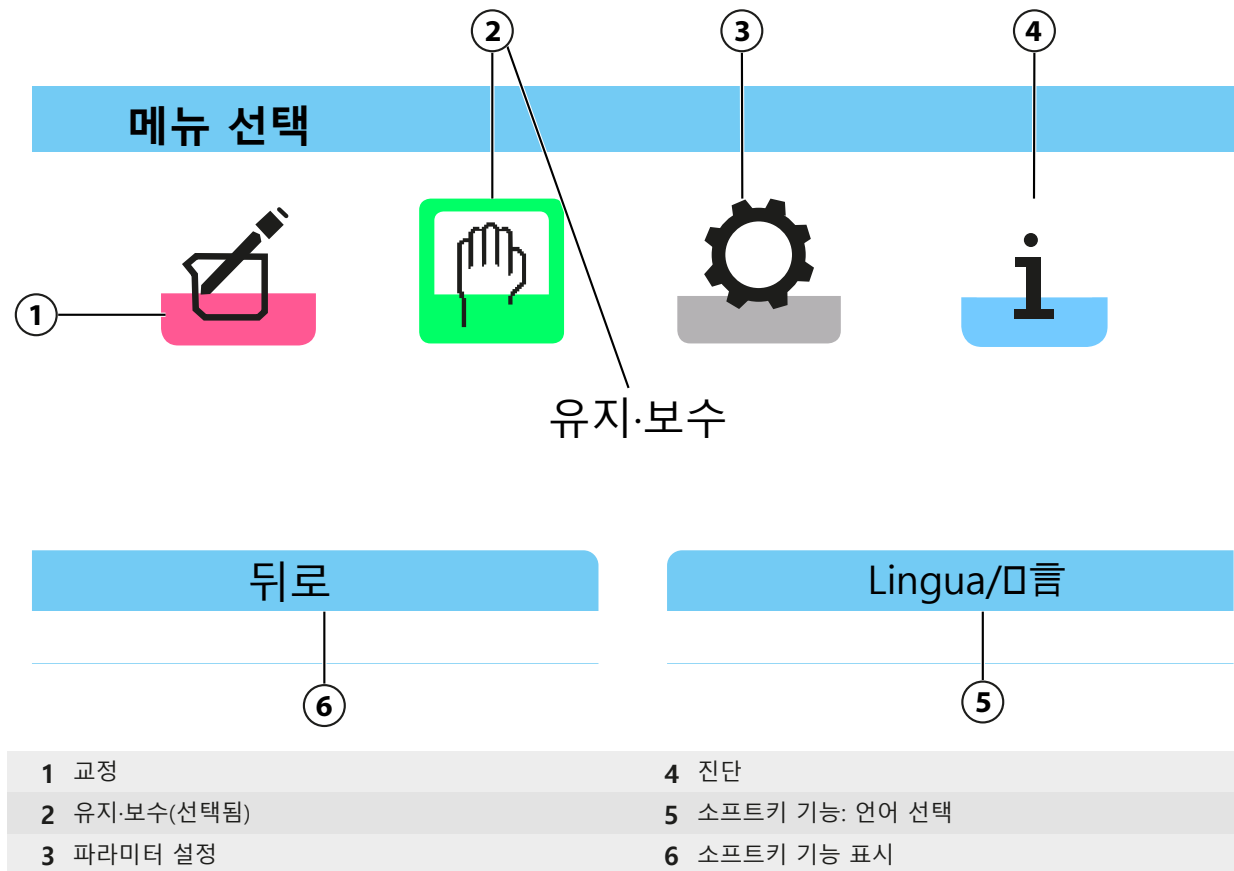 2 3 4
메뉴 선택
1
유지·보수
뒤로 Lingua/口言
6 5
1 교정 4 진단
2 유지·보수(선택됨) 5 소프트키 기능: 언어 선택
3 파라미터 설정 6 소프트키 기능 표시